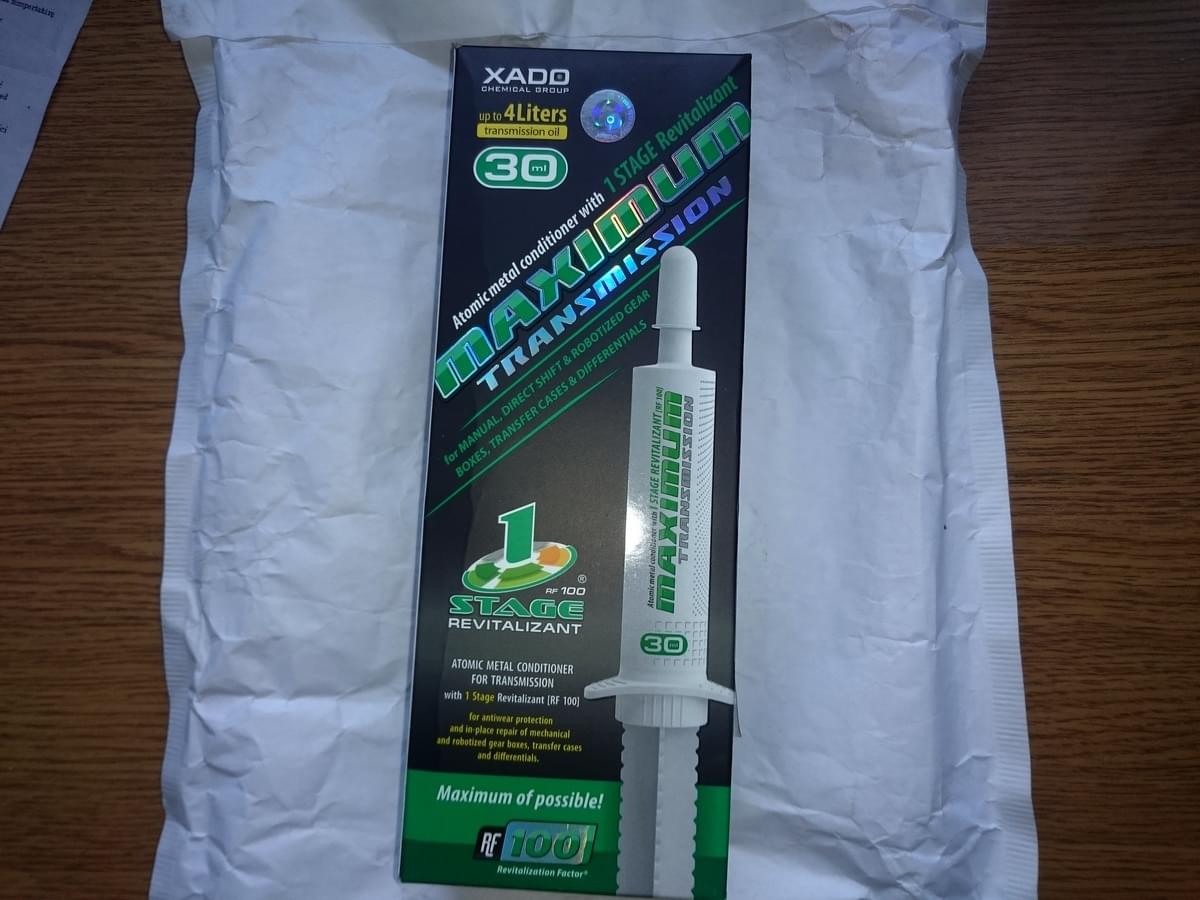 XADO
CHEMICAL GROUP
up to 4Liters
transmission oil
30 ml
Atomic metal conditioner with 1 STAGE Revitalizant
MAXIMUM
TRANSMISSION
for MANUAL, DIRECT SHIFT & ROBOTIZED GEAR
BOXES, TRANSFER CASES & DIFFERENTIALS
Atomic metal conditioner with 1 STAGE REVITALIZANT [RF 100]
MAXIMUM
TRANSMISSION
30 ml
1
®
RF 100
STAGE
REVITALIZANT
ATOMIC METAL CONDITIONER
FOR TRANSMISSION
with 1 Stage Revitalizant [RF 100]
for antiwear protection
and in-place repair of mechanical
and robotized gear boxes, transfer cases
and differentials.
Maximum of possible!
RF 100
Revitalization Factor®